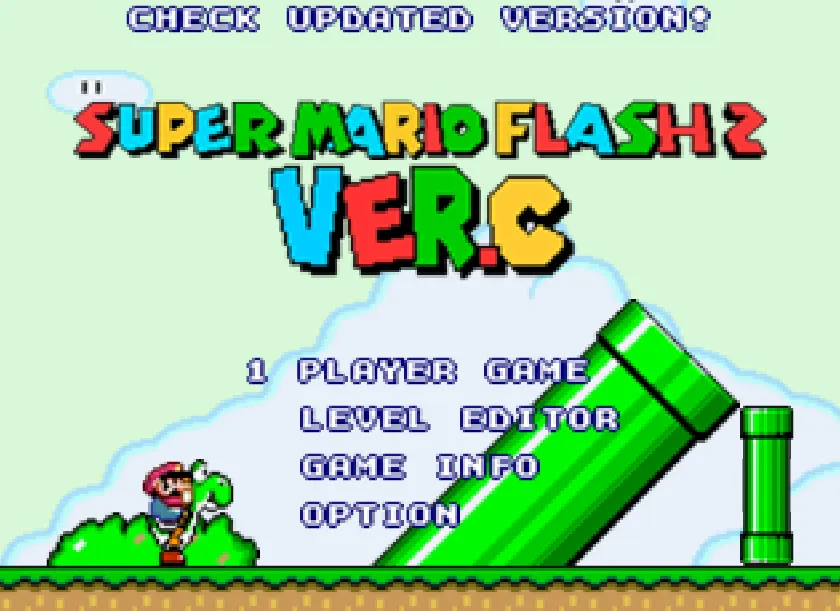 CHECK UPDATED VERSION!
SUPER MARIO FLASH 2
VER.C
1 PLAYER GAME
LEVEL EDITOR
GAME INFO
OPTION